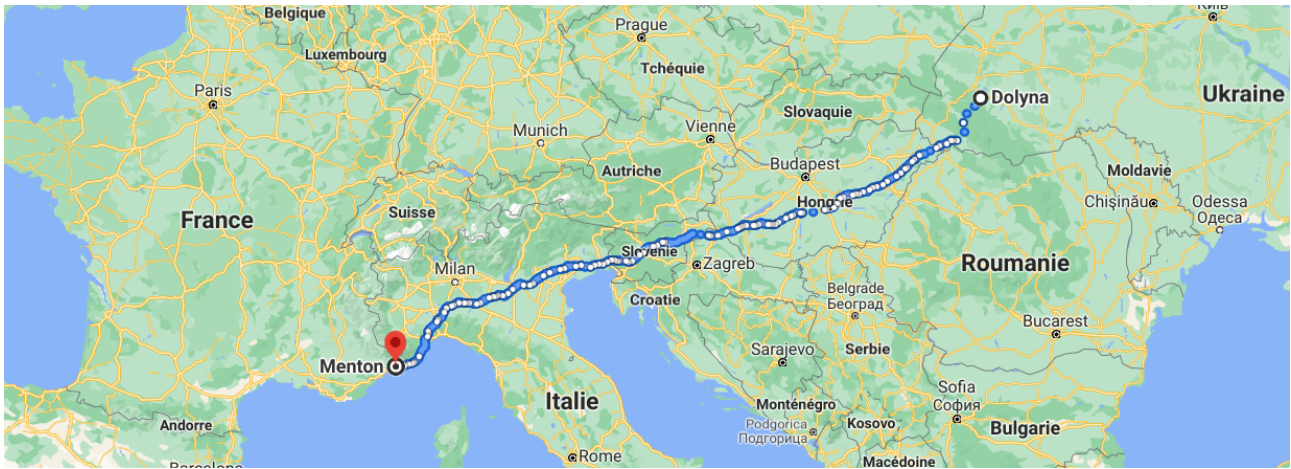 Belgique
Prague
Київ
Luxembourg
Tchéquie
Paris
Dolyna
Ukraine
Slovaquie
Munich
Vienne
Budapest
Autriche
Moldavie
Hongrie
Chișinău
Odessa
Одеса
France
Suisse
Slovénie
Zagreb
Roumanie
Milan
Croatie
Belgrade
Београд
Bucarest
Menton
Sarajevo
Serbie
Italie
Sofia
София
Monténégro
Andorre
Podgorica
Подгорица
Kosovo
Bulgarie
Rome
Macédoine
Barcelone